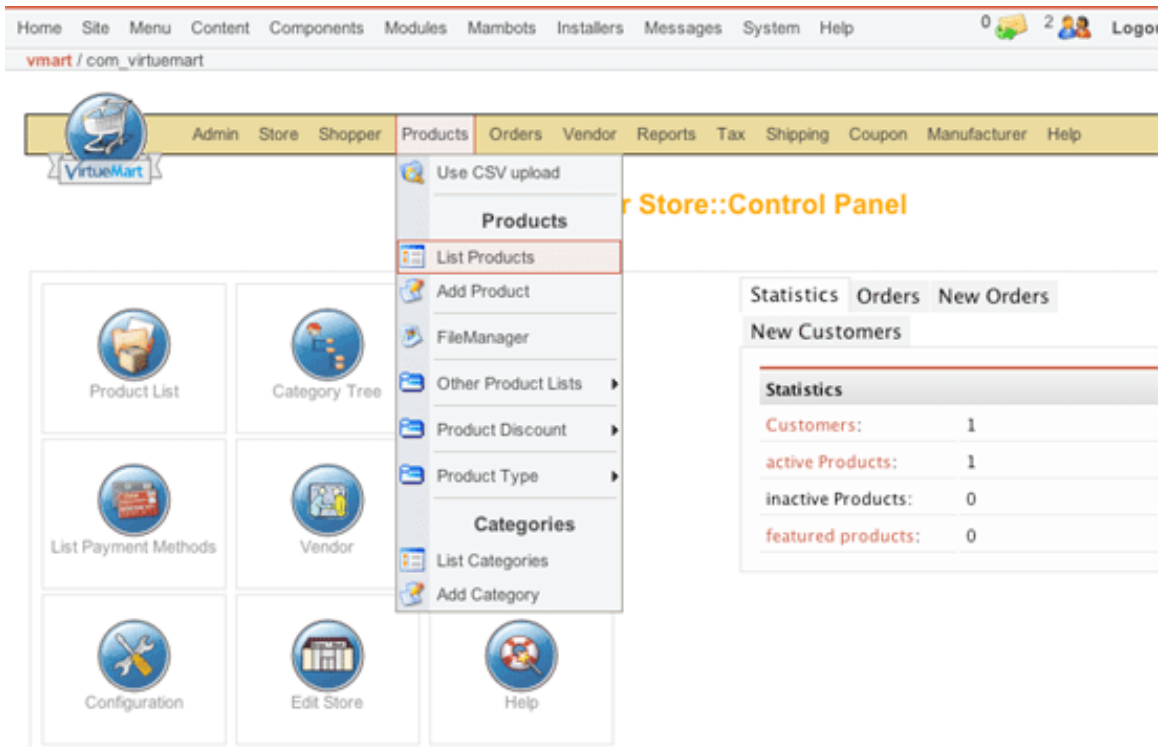 Home Site Menu Content Components Modules Mambots Installers Messages System Help 0 2
vmart / com_virtuemart
VirtueMart
Admin Store Shopper Products Orders Vendor Reports Tax Shipping Coupon Manufacturer Help
Use CSV upload
Products
List Products
Add Product
FileManager
Other Product Lists
Product Discount
Product Type
Categories
List Categories
Add Category
Store::Control Panel
Product List
Category Tree
List Payment Methods
Vendor
Configuration
Edit Store
Help
Statistics Orders New Orders
New Customers
Statistics
Customers: 1
active Products: 1
inactive Products: 0
featured products: 0